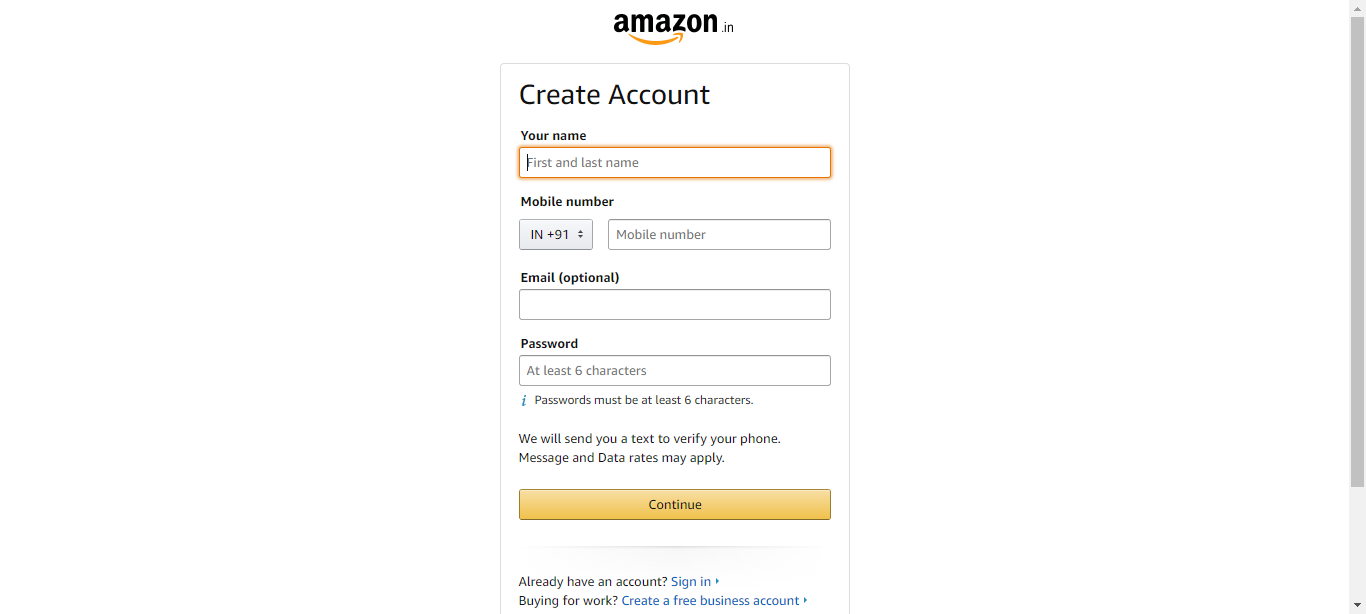 amazon.in
Create Account
Your name
First and last name
Mobile number
IN +91 Mobile number
Email (optional)
Password
At least 6 characters
i Passwords must be at least 6 characters.
We will send you a text to verify your phone.
Message and Data rates may apply.
Continue
Already have an account? Sign in
Buying for work? Create a free business account